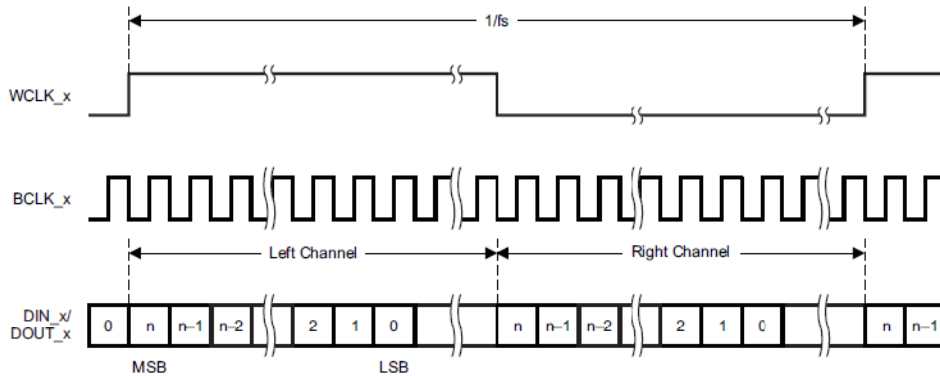 1/fs
WCLK_x
BCLK_x
Left Channel Right Channel
DIN_x/
DOUT_x
0 n n–1 n–2 2 1 0 n n–1 n–2 2 1 0 n n–1
MSB LSB